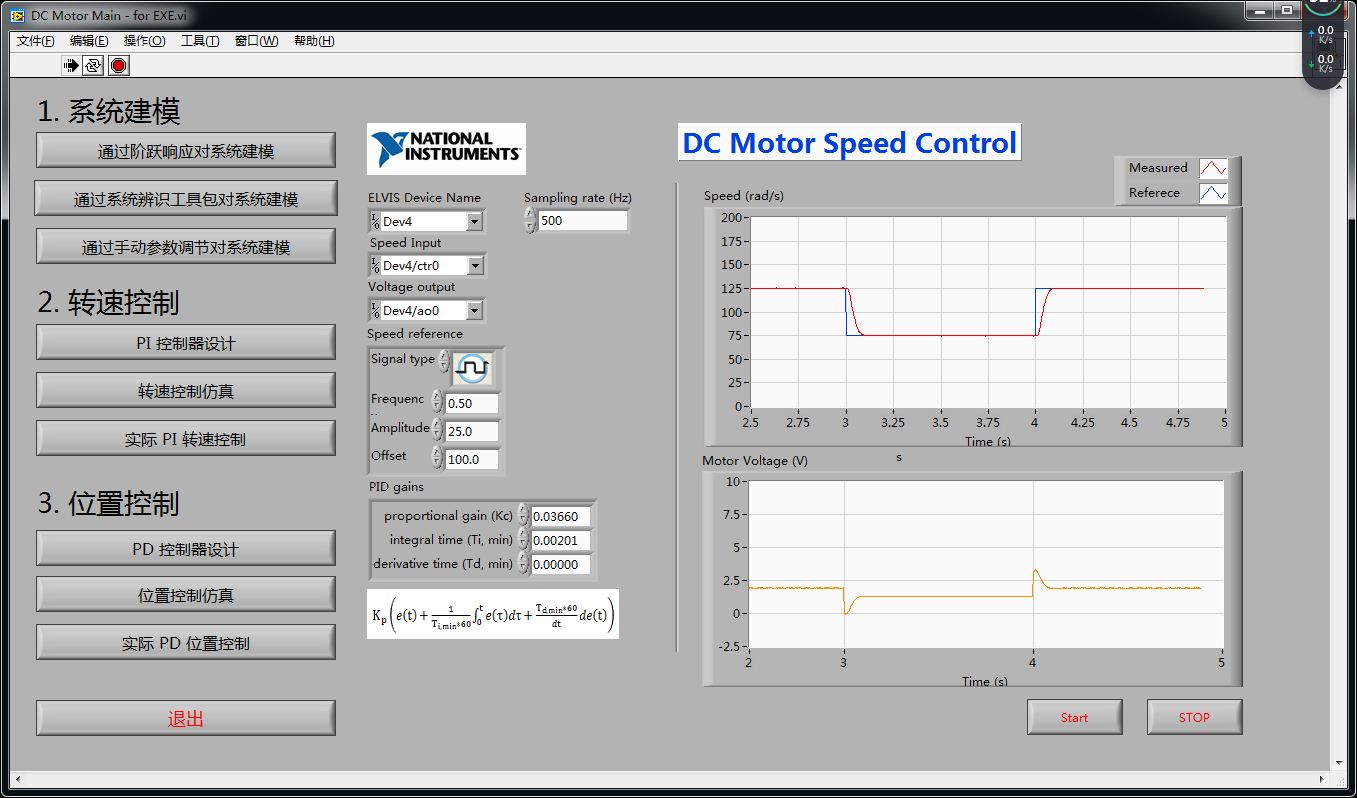 DC Motor Main - for EXE.vi
文件(F) 编辑(E) 操作(O) 工具(T) 窗口(W) 帮助(H)
0.0
K/s
0.0
K/s
1. 系统建模
通过阶跃响应对系统建模
通过系统辨识工具包对系统建模
通过手动参数调节对系统建模
2. 转速控制
PI 控制器设计
转速控制仿真
实际 PI 转速控制
3. 位置控制
PD 控制器设计
位置控制仿真
实际 PD 位置控制
退出
NATIONAL
INSTRUMENTS
ELVIS Device Name
Dev4
Sampling rate (Hz)
500
Speed Input
Dev4/ctr0
Voltage output
Dev4/ao0
Speed reference
Signal type
Frequenc
0.50
Amplitude
25.0
Offset
100.0
PID gains
proportional gain (Kc) 0.03660
integral time (Ti, min) 0.00201
derivative time (Td, min) 0.00000
K_p(e(t)+1/(T_i,min*60)∫_0^t e(τ)dτ+(T_d,min*60)/dt de(t))
DC Motor Speed Control
Measured
Referece
Speed (rad/s)
200
175
150
125
100
75
50
25
0
2.5 2.75 3 3.25 3.5 3.75 4 4.25 4.5 4.75 5
Time (s)
s
Motor Voltage (V)
10
7.5
5
2.5
0
-2.5
2 3 4 5
Time (s)
Start
STOP